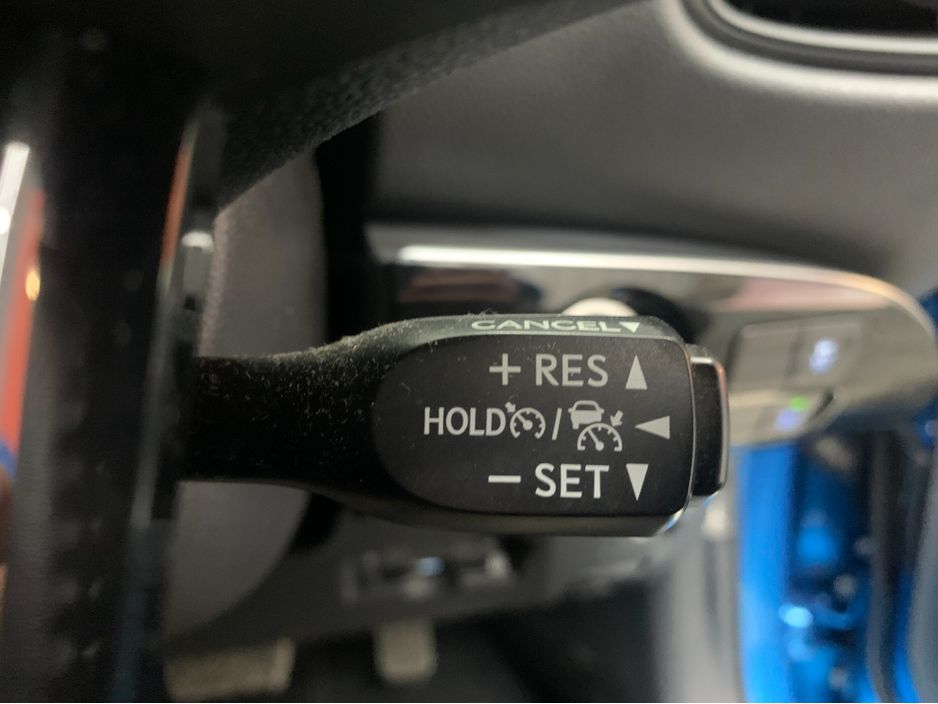 CANCEL▼
+ RES ▲
HOLD / ◀
− SET ▼